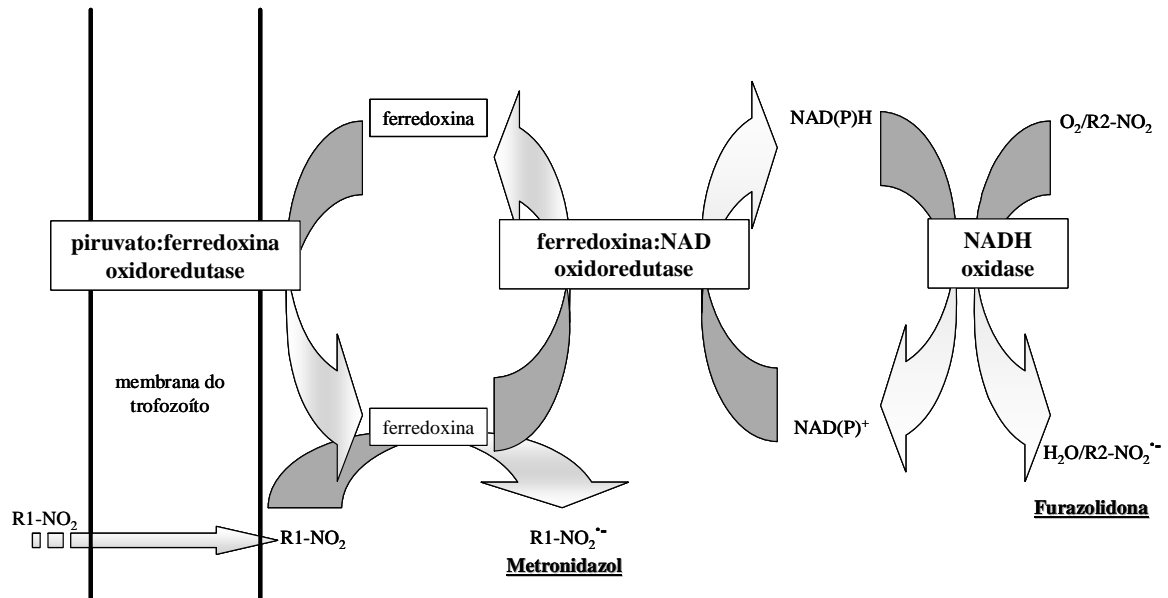 ferredoxina
NAD(P)H
O₂/R2-NO₂
piruvato:ferredoxina
oxidoredutase
ferredoxina:NAD
oxidoredutase
NADH
oxidase
membrana do
trofozoíto
ferredoxina
NAD(P)⁺
H₂O/R2-NO₂•-
Furazolidona
R1-NO₂
R1-NO₂
R1-NO₂•-
Metronidazol